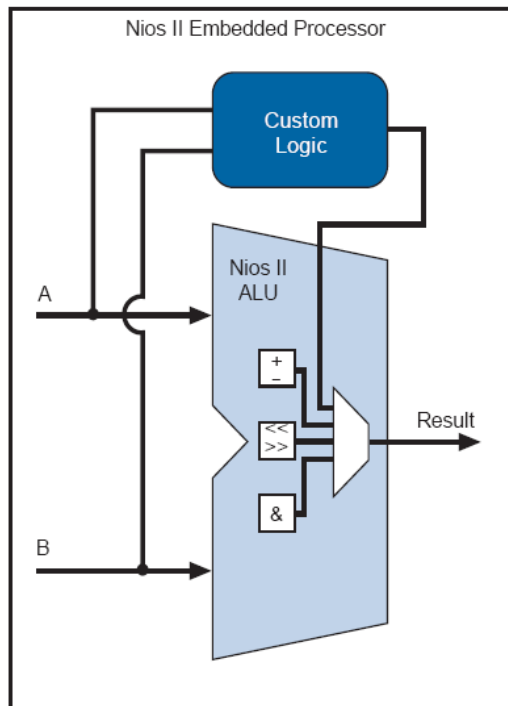 Nios II Embedded Processor
Custom
Logic
Nios II
ALU
A
+
−
<<
>>
Result
&
B